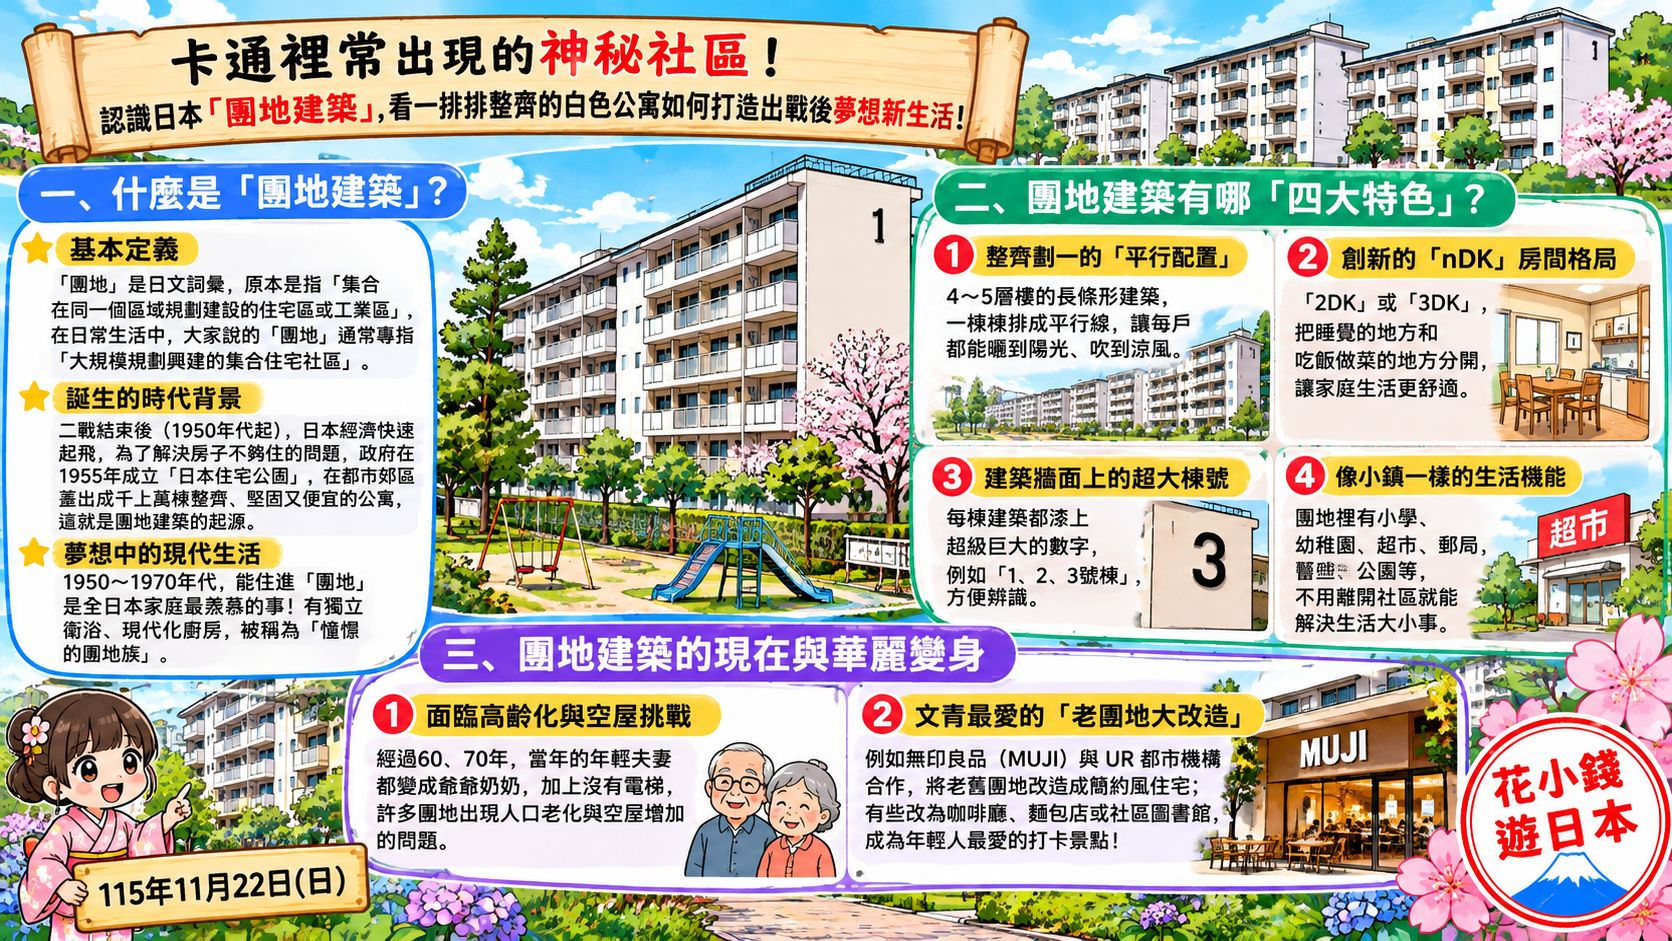 卡通裡常出現的神秘社區！
認識日本「團地建築」，看一排排整齊的白色公寓如何打造出戰後夢想新生活！
一、什麼是「團地建築」？
基本定義
「團地」是日文詞彙，原本是指「集合
在同一個區域規劃建設的住宅區或工業區」，
在日常生活中，大家說的「團地」通常專指
「大規模規劃興建的集合住宅社區」。
誕生的時代背景
二戰結束後（1950年代起），日本經濟快速
起飛，為了解決房子不夠住的問題，政府在
1955年成立「日本住宅公」，在都市郊區
蓋出成千上萬棟整齊、堅固又便宜的公寓，
這就是團地建築的起源。
夢想中的現代生活
1950～1970年代，能住進「團地」
是全日本家庭最羨慕的事！有獨立
衛浴、現代化廚房，被稱為「憧憬
的團地族」。
1
二、團地建築有哪「四大特色」？
1 整齊劃一的「平行配置」
4～5層樓的長條形建築，
一棟棟排成平行線，讓每戶
都能曬到陽光、吹到涼風。
2 創新的「nDK」房間格局
「2DK」或「3DK」，
把睡覺的地方和
吃飯做菜的地方分開，
讓家庭生活更舒適。
3 建築牆面上的超大棟號
每棟建築都漆上
超級巨大的數字，
例如「1、2、3號棟」，
方便辨識。
3
4 像小鎮一樣的生活機能
團地裡有小學、
幼稚園、超市、郵局，
公園等，
不用離開社區就能
解決生活大小事。
超市
三、團地建築的現在與華麗變身
1 面臨高齡化與空屋挑戰
經過60、70年，當年的年輕夫妻
都變成爺爺奶奶，加上沒有電梯，
許多團地出現人口老化與空屋增加
的問題。
2 文青最愛的「老團地大改造」
例如無印良品（MUJI）與 UR 都市機構
合作，將老舊團地改造成簡約風住宅；
有些改為咖啡廳、麵包店或社區圖書館，
成為年輕人最愛的打卡景點！
MUJI
115年11月22日(日)
花小錢
遊日本